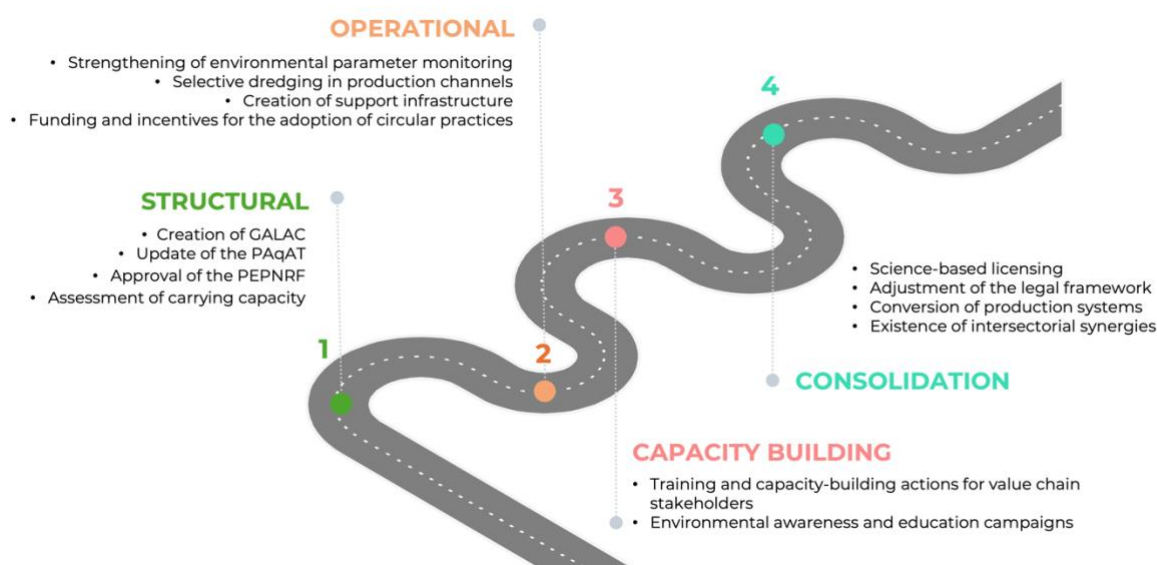 OPERATIONAL
• Strengthening of environmental parameter monitoring
• Selective dredging in production channels
• Creation of support infrastructure
• Funding and incentives for the adoption of circular practices
4
STRUCTURAL
• Creation of GALAC
• Update of the PAqAT
• Approval of the PEPNRF
• Assessment of carrying capacity
3
• Science-based licensing
• Adjustment of the legal framework
• Conversion of production systems
• Existence of intersectorial synergies
1
2
CONSOLIDATION
CAPACITY BUILDING
• Training and capacity-building actions for value chain
stakeholders
• Environmental awareness and education campaigns